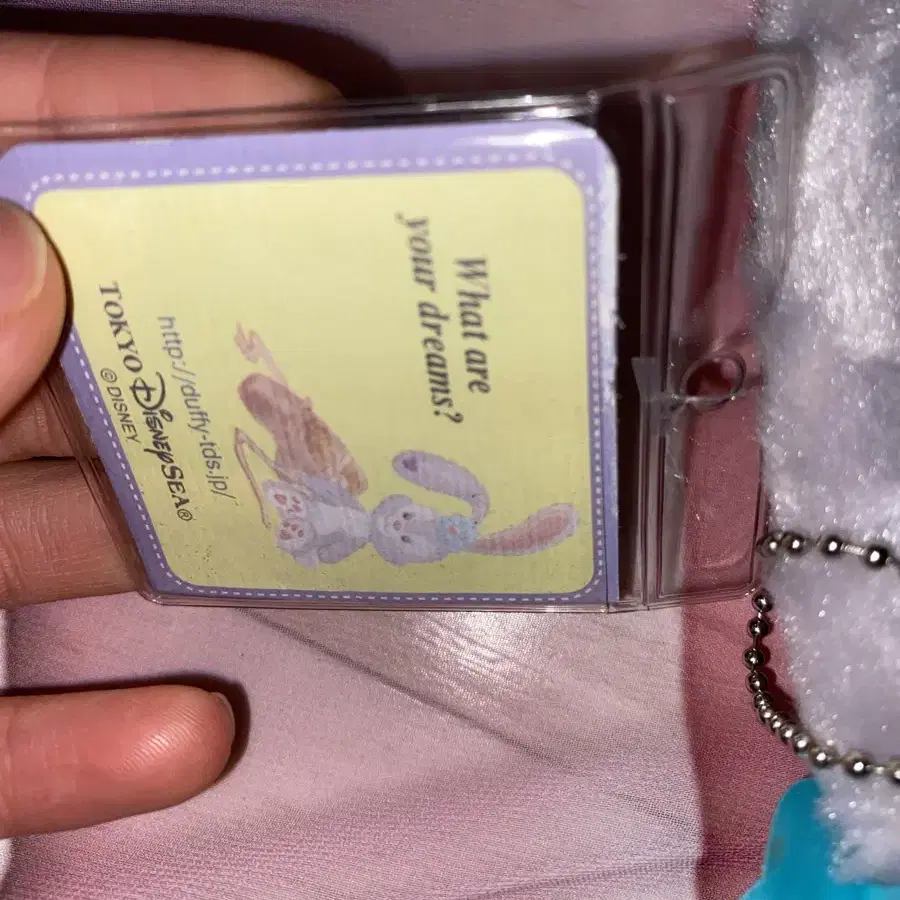 What are
your dreams?
http://duffy-tds.jp/
TOKYO DISNEYSEA®
©DISNEY